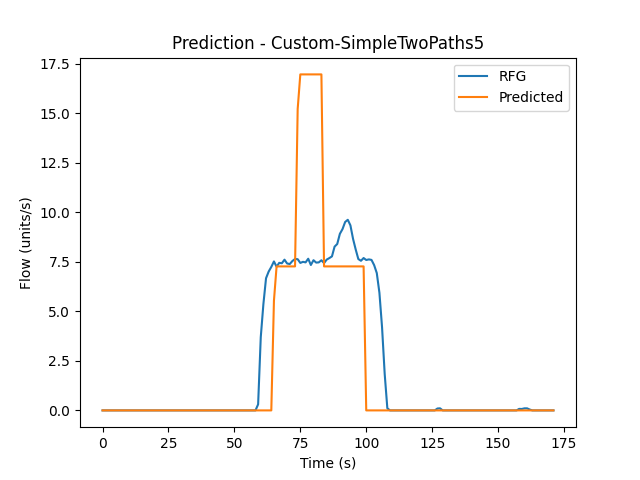 Prediction - Custom-SimpleTwoPaths5
RFG
Predicted
Flow (units/s)
17.5
15.0
12.5
10.0
7.5
5.0
2.5
0.0
0 25 50 75 100 125 150 175
Time (s)